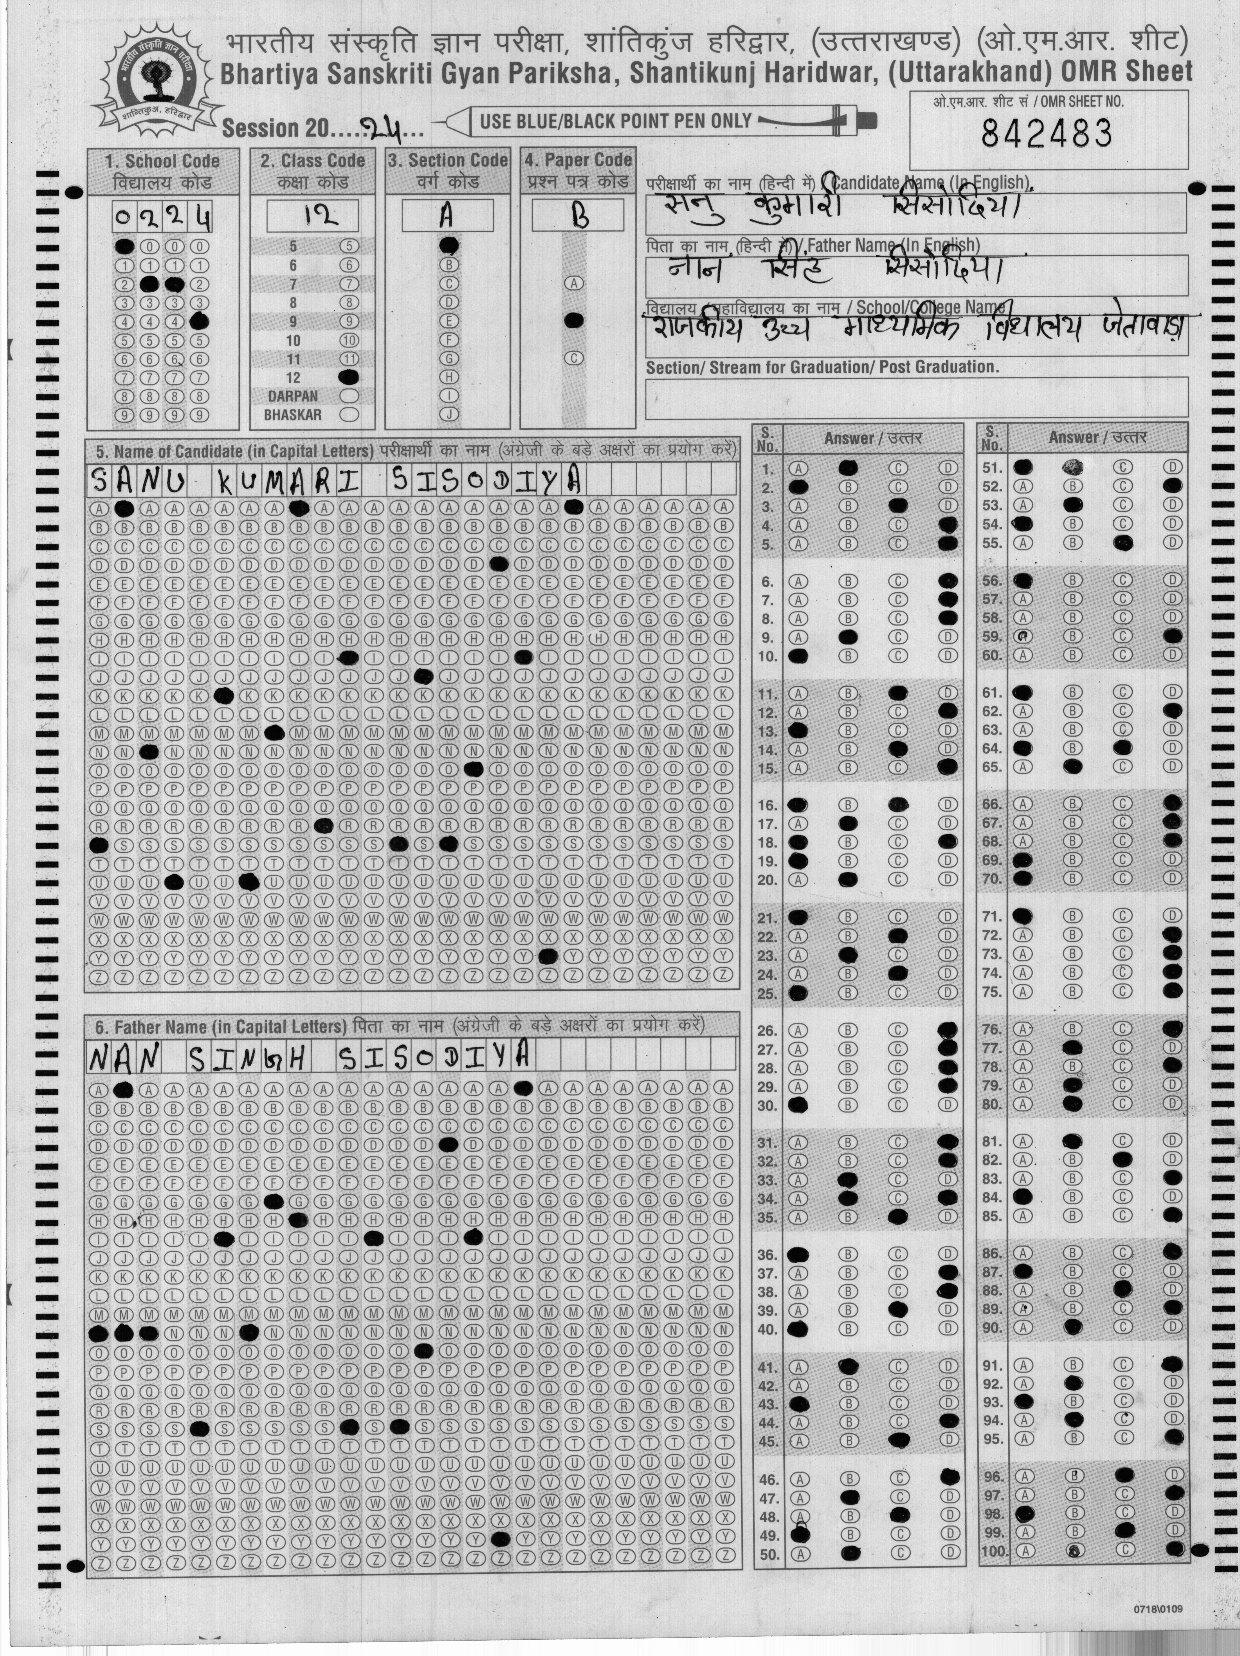 भारतीय संस्कृति ज्ञान परीक्षा, शांतिकुंज हरिद्वार, (उत्तराखण्ड) (ओ.एम.आर. शीट)
Bhartiya Sanskriti Gyan Pariksha, Shantikunj Haridwar, (Uttarakhand) OMR Sheet
Session 20.....24...
USE BLUE/BLACK POINT PEN ONLY
ओ.एम.आर. शीट सं / OMR SHEET NO.
842483
1. School Code
विद्यालय कोड
0224
2. Class Code
कक्षा कोड
12
5
6
7
8
9
10
11
12
DARPAN
BHASKAR
3. Section Code
वर्ग कोड
A
4. Paper Code
प्रश्न पत्र कोड
B
परीक्षार्थी का नाम (हिन्दी में) / Candidate Name (In English)
सनु कुमारी सिसोदिया
पिता का नाम (हिन्दी में) / Father Name (In English)
नान सिंह सिसोदिया
विद्यालय / महाविद्यालय का नाम / School/College Name
राजकीय उच्च माध्यमिक विधालय जेतावाड़ा
Section/ Stream for Graduation/ Post Graduation.
5. Name of Candidate (in Capital Letters) परीक्षार्थी का नाम (अंग्रेजी के बड़े अक्षरों का प्रयोग करें)
SANU KUMARI SISODIYA
6. Father Name (in Capital Letters) पिता का नाम (अंग्रेजी के बड़े अक्षरों का प्रयोग करें)
NAN SINGH SISODIYA
S. No. Answer / उत्तर
S. No. Answer / उत्तर
0718\0109